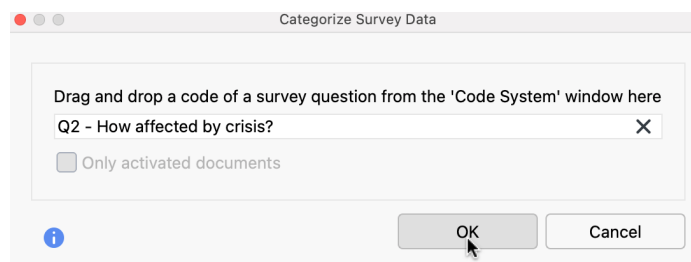 Categorize Survey Data
Drag and drop a code of a survey question from the 'Code System' window here
Q2 - How affected by crisis?
Only activated documents
OK
Cancel